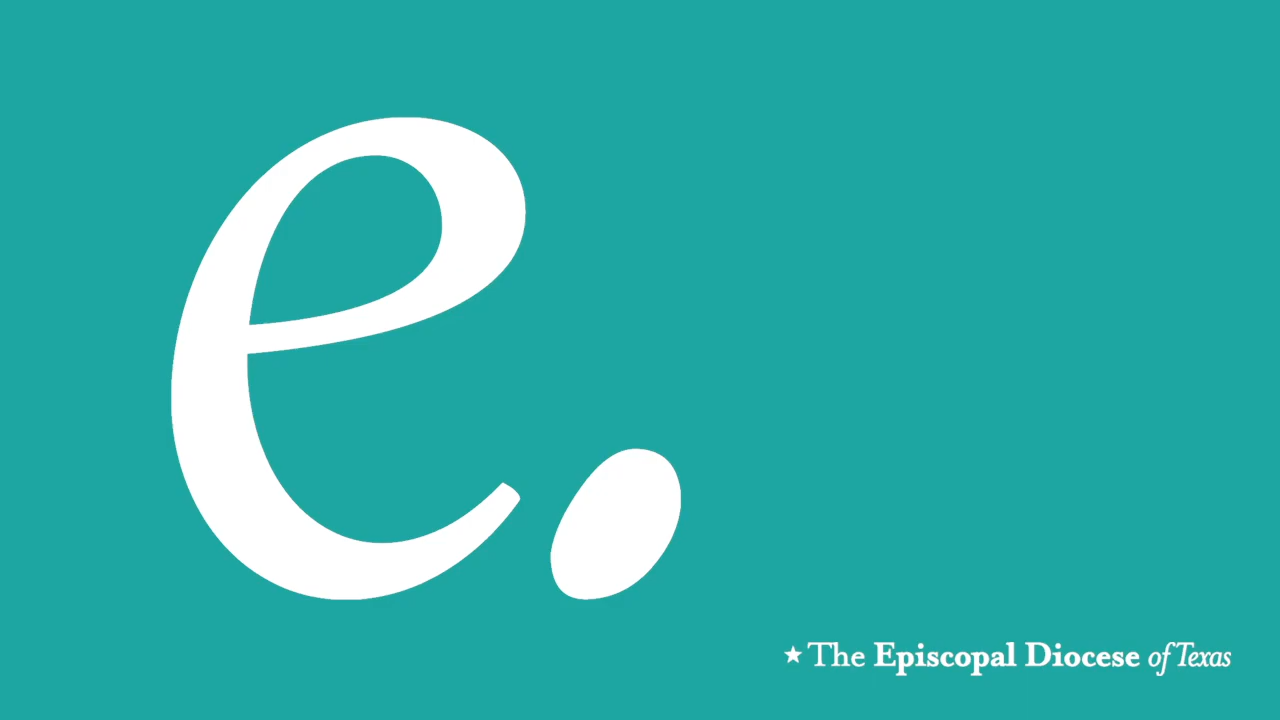 e.
★ The Episcopal Diocese of Texas